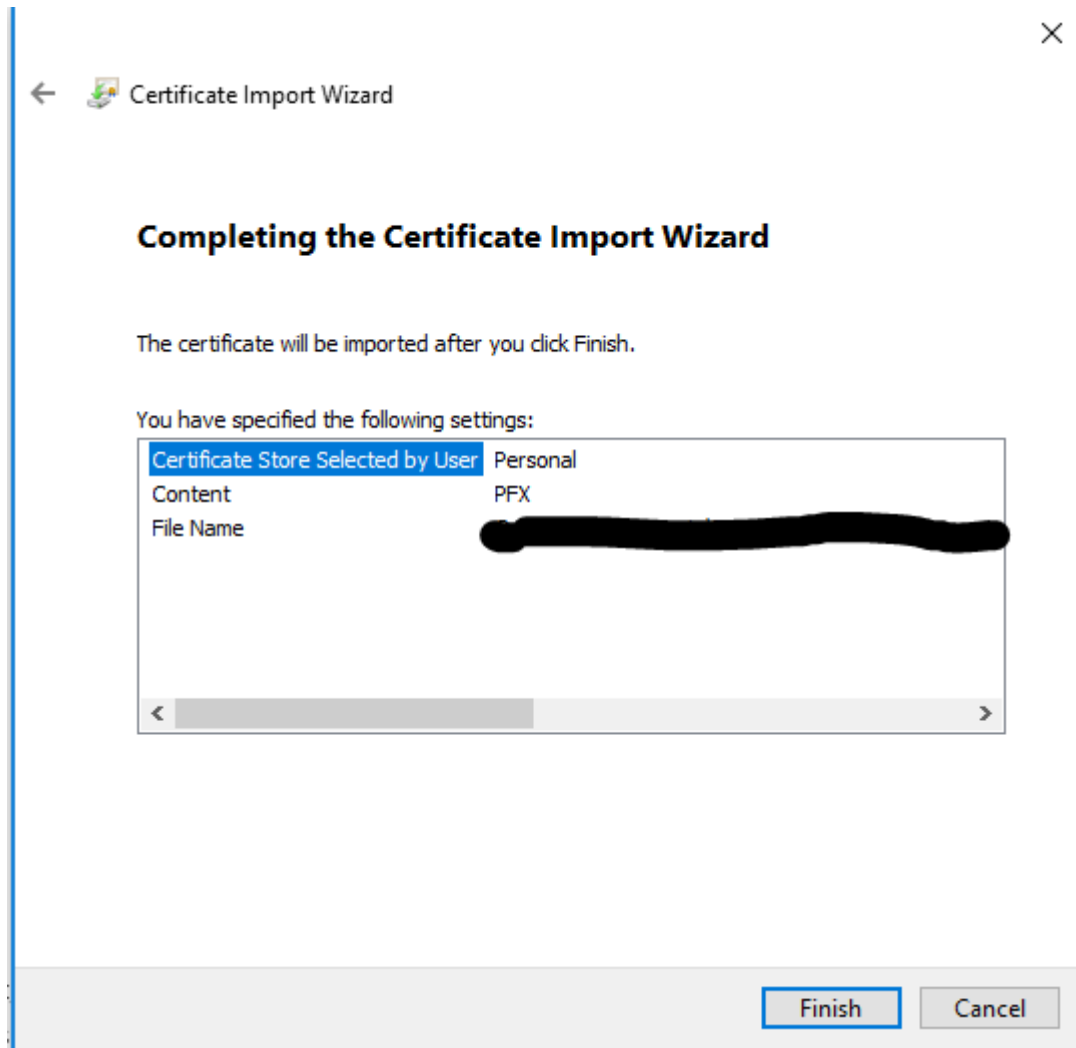 Certificate Import Wizard
Completing the Certificate Import Wizard
The certificate will be imported after you click Finish.
You have specified the following settings:
Certificate Store Selected by User Personal
Content PFX
File Name
Finish Cancel